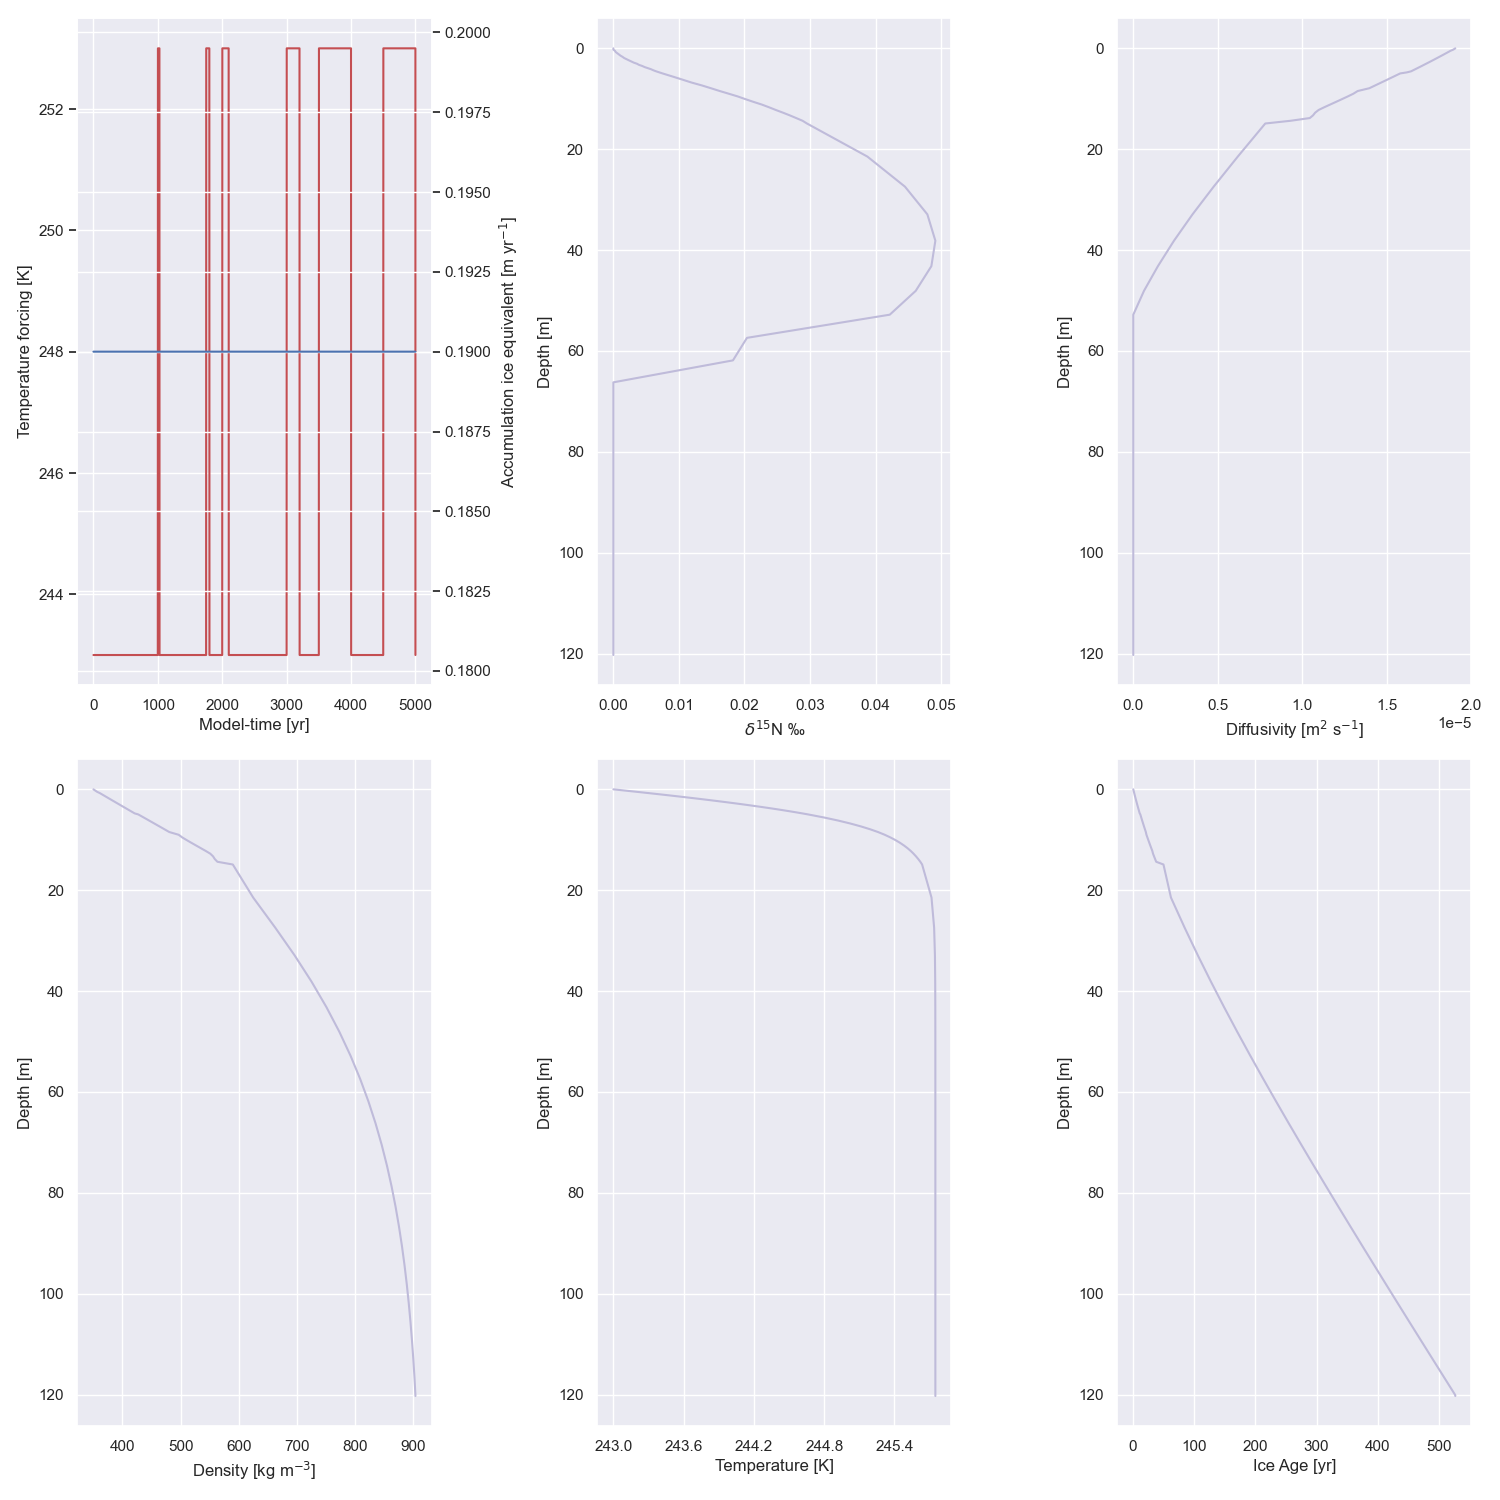 Temperature forcing [K]
252
250
248
246
244
0 1000 2000 3000 4000 5000
Model-time [yr]
0.2000
0.1975
0.1950
0.1925
0.1900
0.1875
0.1850
0.1825
0.1800
Accumulation ice equivalent [m yr⁻¹]
Depth [m]
0
20
40
60
80
100
120
0.00 0.01 0.02 0.03 0.04 0.05
δ¹⁵N ‰
Depth [m]
0
20
40
60
80
100
120
0.0 0.5 1.0 1.5 2.0
1e−5
Diffusivity [m² s⁻¹]
Depth [m]
0
20
40
60
80
100
120
400 500 600 700 800 900
Density [kg m⁻³]
Depth [m]
0
20
40
60
80
100
120
243.0 243.6 244.2 244.8 245.4
Temperature [K]
Depth [m]
0
20
40
60
80
100
120
0 100 200 300 400 500
Ice Age [yr]